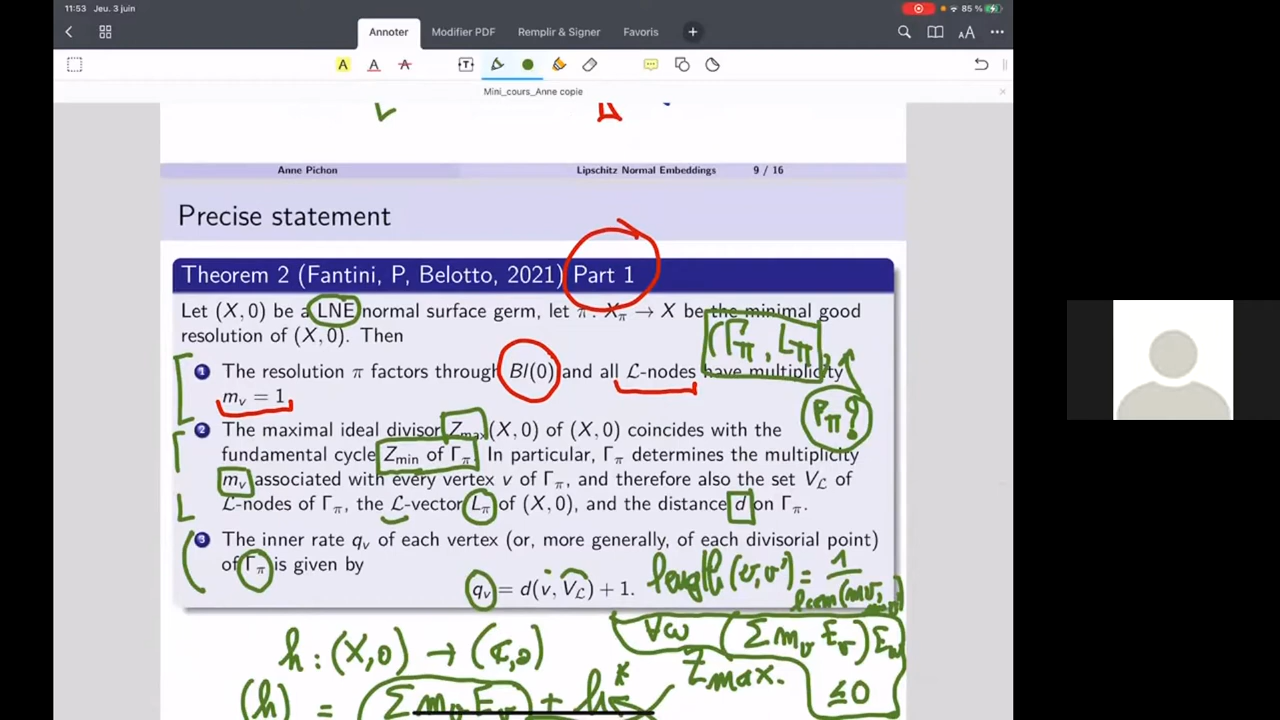 11:53 Jeu. 3 juin
85 %
Annoter
Modifier PDF
Remplir & Signer
Favoris
Mini_cours_Anne copie
Anne Pichon
Lipschitz Normal Embeddings
9 / 16
Precise statement
Theorem 2 (Fantini, P, Belotto, 2021) Part 1
Let (X, 0) be a LNE normal surface germ, let π : X_π → X be the minimal good
resolution of (X, 0). Then
(Γ_π, L_π),
1 The resolution π factors through Bl(0) and all ℒ-nodes have multiplicity
m_v = 1.
P_π ?
2 The maximal ideal divisor Z_max(X, 0) of (X, 0) coincides with the
fundamental cycle Z_min of Γ_π. In particular, Γ_π determines the multiplicity
m_v associated with every vertex v of Γ_π, and therefore also the set V_ℒ of
ℒ-nodes of Γ_π, the ℒ-vector L_π of (X, 0), and the distance d on Γ_π.
3 The inner rate q_v of each vertex (or, more generally, of each divisorial point)
of Γ_π is given by
q_v = d(v, V_ℒ) + 1.
length(v, v') = 1
h : (X, 0) → (ℂ, 0)
∀ω (Σ m_v E_v) E_ω
≤ 0
Z max.
(h) = Σ m_v E_v + h*